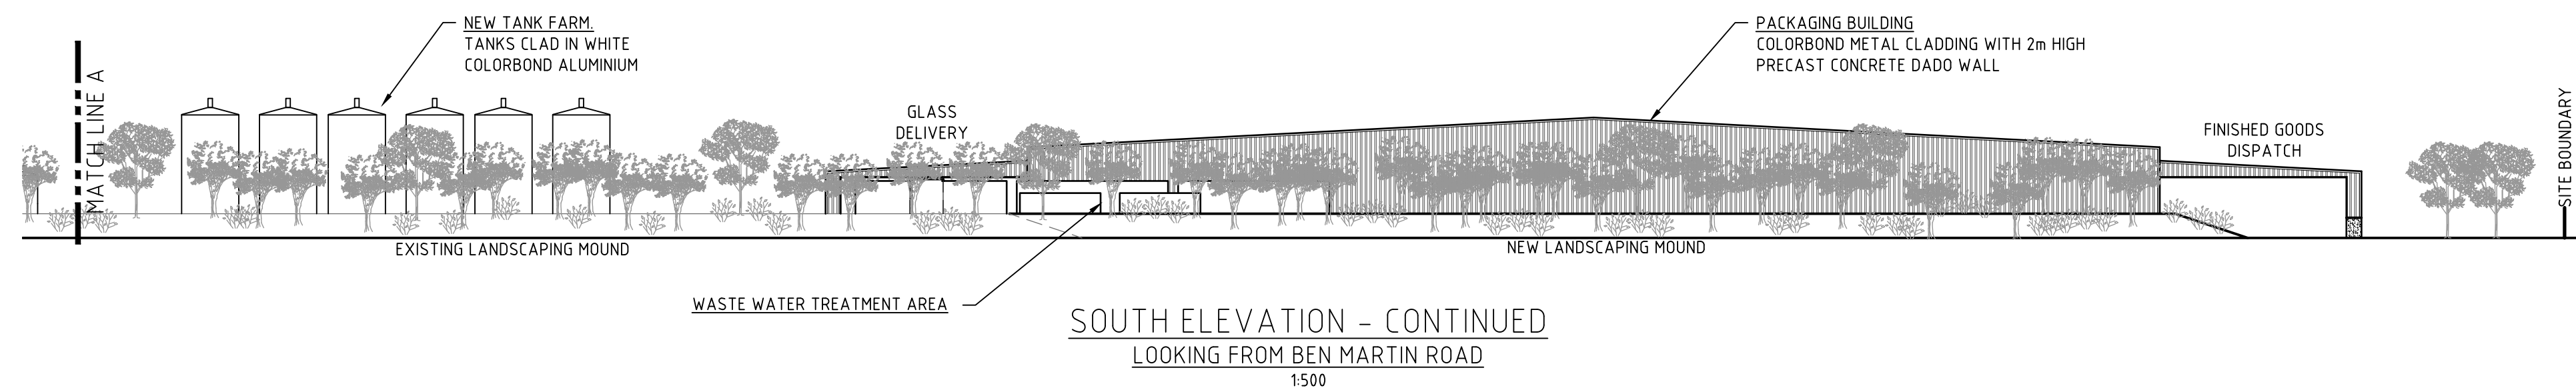 NEW TANK FARM.
TANKS CLAD IN WHITE
COLORBOND ALUMINIUM
PACKAGING BUILDING
COLORBOND METAL CLADDING WITH 2m HIGH
PRECAST CONCRETE DADO WALL
MATCH LINE A
GLASS
DELIVERY
FINISHED GOODS
DISPATCH
SITE BOUNDARY
EXISTING LANDSCAPING MOUND
NEW LANDSCAPING MOUND
WASTE WATER TREATMENT AREA
SOUTH ELEVATION - CONTINUED
LOOKING FROM BEN MARTIN ROAD
1:500